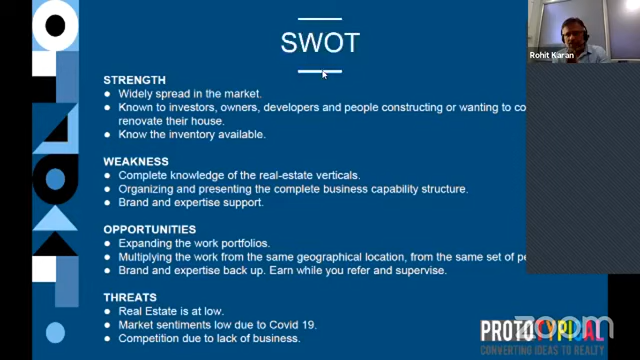 SWOT
Rohit Karan
STRENGTH
● Widely spread in the market.
● Known to investors, owners, developers and people constructing or wanting to
renovate their house.
● Know the inventory available.
WEAKNESS
● Complete knowledge of the real-estate verticals.
● Organizing and presenting the complete business capability structure.
● Brand and expertise support.
OPPORTUNITIES
● Expanding the work portfolios.
● Multiplying the work from the same geographical location, from the same set of
● Brand and expertise back up. Earn while you refer and supervise.
THREATS
● Real Estate is at low.
● Market sentiments low due to Covid 19.
● Competition due to lack of business.
PROTOTYPICAL
zoom
CONVERTING IDEAS TO REALTY